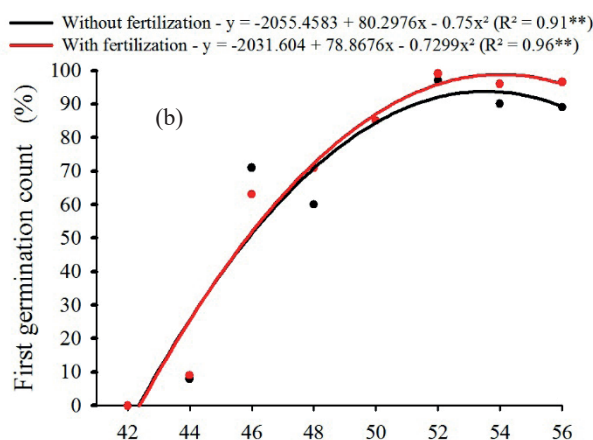 Without fertilization - y = -2055.4583 + 80.2976x - 0.75x² (R² = 0.91**)
With fertilization - y = -2031.604 + 78.8676x - 0.7299x² (R² = 0.96**)
First germination count (%)
(b)
100
90
80
70
60
50
40
30
20
10
0
42 44 46 48 50 52 54 56